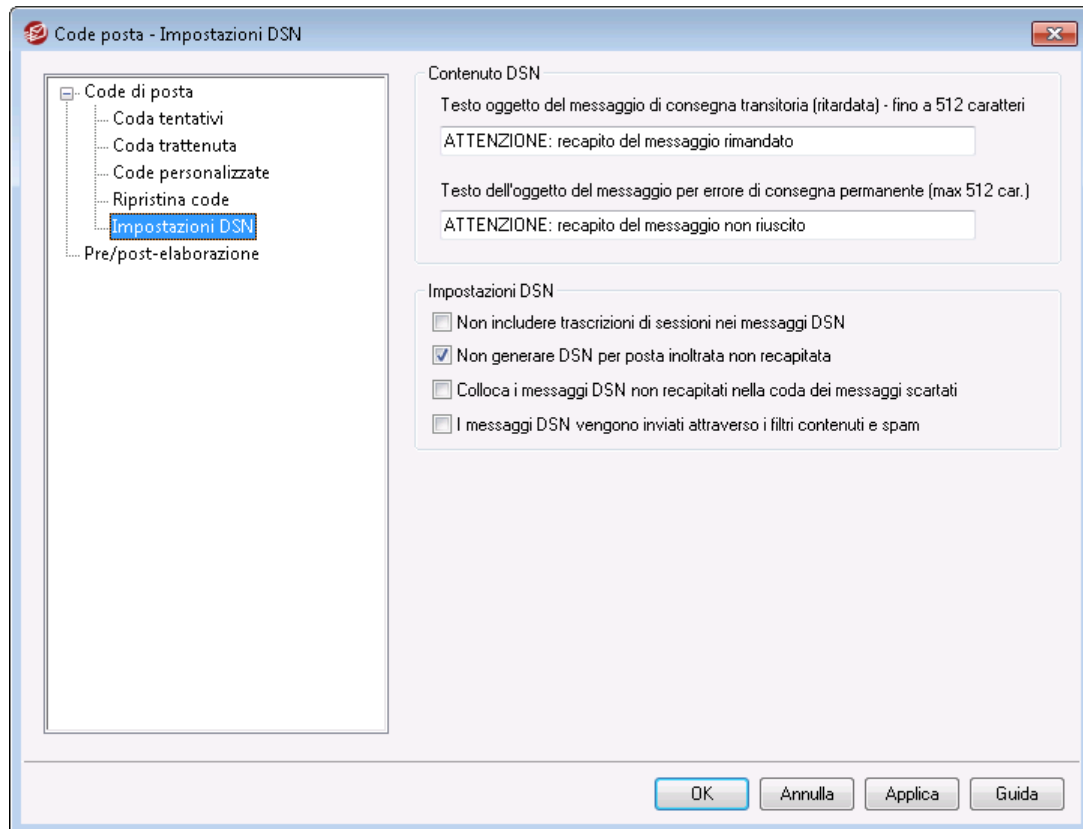 Code posta - Impostazioni DSN
Code di posta
Coda tentativi
Coda trattenuta
Code personalizzate
Ripristina code
Impostazioni DSN
Pre/post-elaborazione
Contenuto DSN
Testo oggetto del messaggio di consegna transitoria (ritardata) - fino a 512 caratteri
ATTENZIONE: recapito del messaggio rimandato
Testo dell'oggetto del messaggio per errore di consegna permanente (max 512 car.)
ATTENZIONE: recapito del messaggio non riuscito
Impostazioni DSN
Non includere trascrizioni di sessioni nei messaggi DSN
Non generare DSN per posta inoltrata non recapitata
Colloca i messaggi DSN non recapitati nella coda dei messaggi scartati
I messaggi DSN vengono inviati attraverso i filtri contenuti e spam
OK
Annulla
Applica
Guida